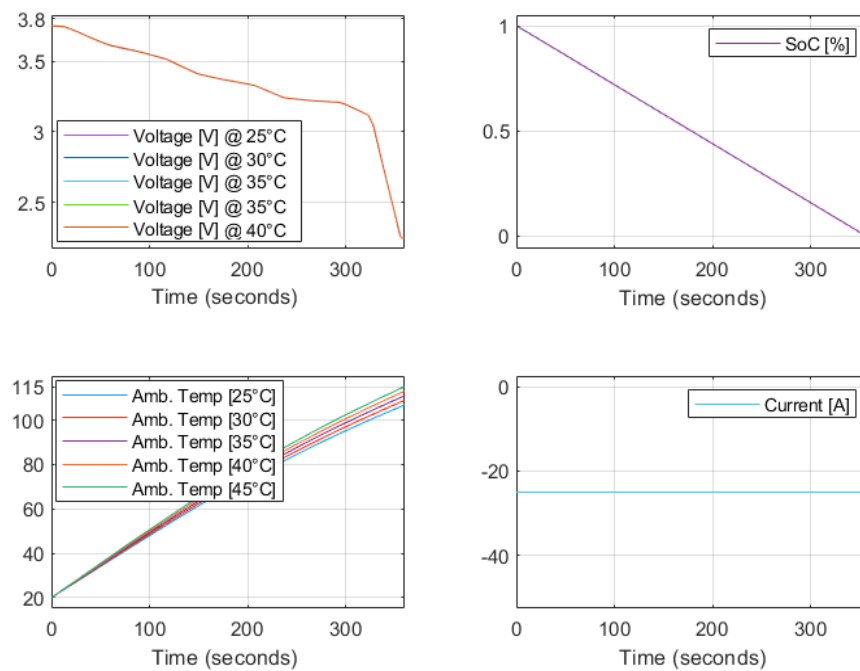 3.8
3.5
3
2.5
Voltage [V] @ 25°C
Voltage [V] @ 30°C
Voltage [V] @ 35°C
Voltage [V] @ 35°C
Voltage [V] @ 40°C
0 100 200 300
Time (seconds)
1
0.5
0
SoC [%]
0 100 200 300
Time (seconds)
115
100
80
60
40
20
Amb. Temp [25°C]
Amb. Temp [30°C]
Amb. Temp [35°C]
Amb. Temp [40°C]
Amb. Temp [45°C]
0 100 200 300
Time (seconds)
0
-20
-40
Current [A]
0 100 200 300
Time (seconds)